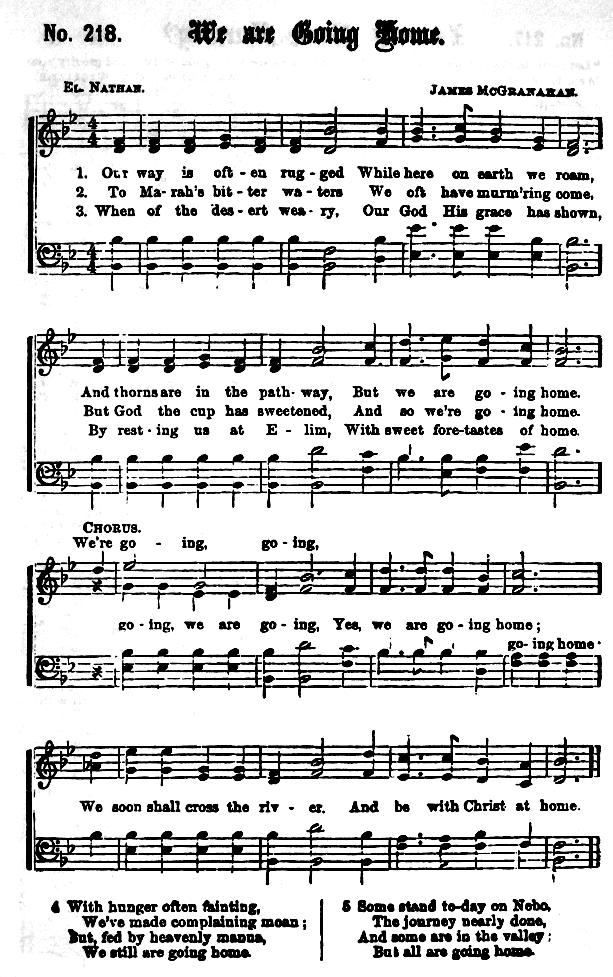 No. 218.
We are Going Home.
El. Nathan.
James McGranahan.
1. Our way is oft - en rug - ged While here on earth we roam,
2. To Ma - rah's bit - ter wa - ters We oft have murm'ring come,
3. When of the des - ert wea - ry, Our God His grace has shown,
And thorns are in the path - way, But we are go - ing home.
But God the cup has sweetened, And so we're go - ing home.
By rest - ing us at E - lim, With sweet fore-tastes of home.
Chorus.
We're go - ing, go - ing,
go - ing, we are go - ing, Yes, we are go - ing home;
go- ing home
We soon shall cross the riv - er. And be with Christ at home.
4 With hunger often fainting,
We've made complaining moan;
But, fed by heavenly manna,
We still are going home.
5 Some stand to-day on Nebo,
The journey nearly done,
And some are in the valley;
But all are going home.